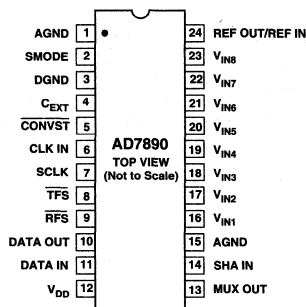 AGND 1 24 REF OUT/REF IN
SMODE 2 23 VIN8
DGND 3 22 VIN7
CEXT 4 21 VIN6
CONVST 5 20 VIN5
CLK IN 6 19 VIN4
SCLK 7 18 VIN3
TFS 8 17 VIN2
RFS 9 16 VIN1
DATA OUT 10 15 AGND
DATA IN 11 14 SHA IN
VDD 12 13 MUX OUT
AD7890
TOP VIEW
(Not to Scale)